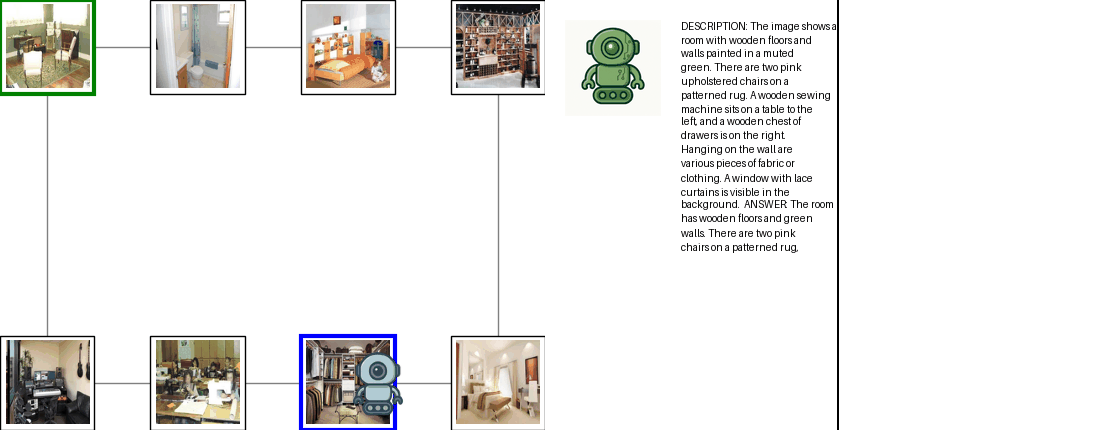 DESCRIPTION: The image shows a
room with wooden floors and
walls painted in a muted
green. There are two pink
upholstered chairs on a
patterned rug. A wooden sewing
machine sits on a table to the
left, and a wooden chest of
drawers is on the right.
Hanging on the wall are
various pieces of fabric or
clothing. A window with lace
curtains is visible in the
background. ANSWER: The room
has wooden floors and green
walls. There are two pink
chairs on a patterned rug,